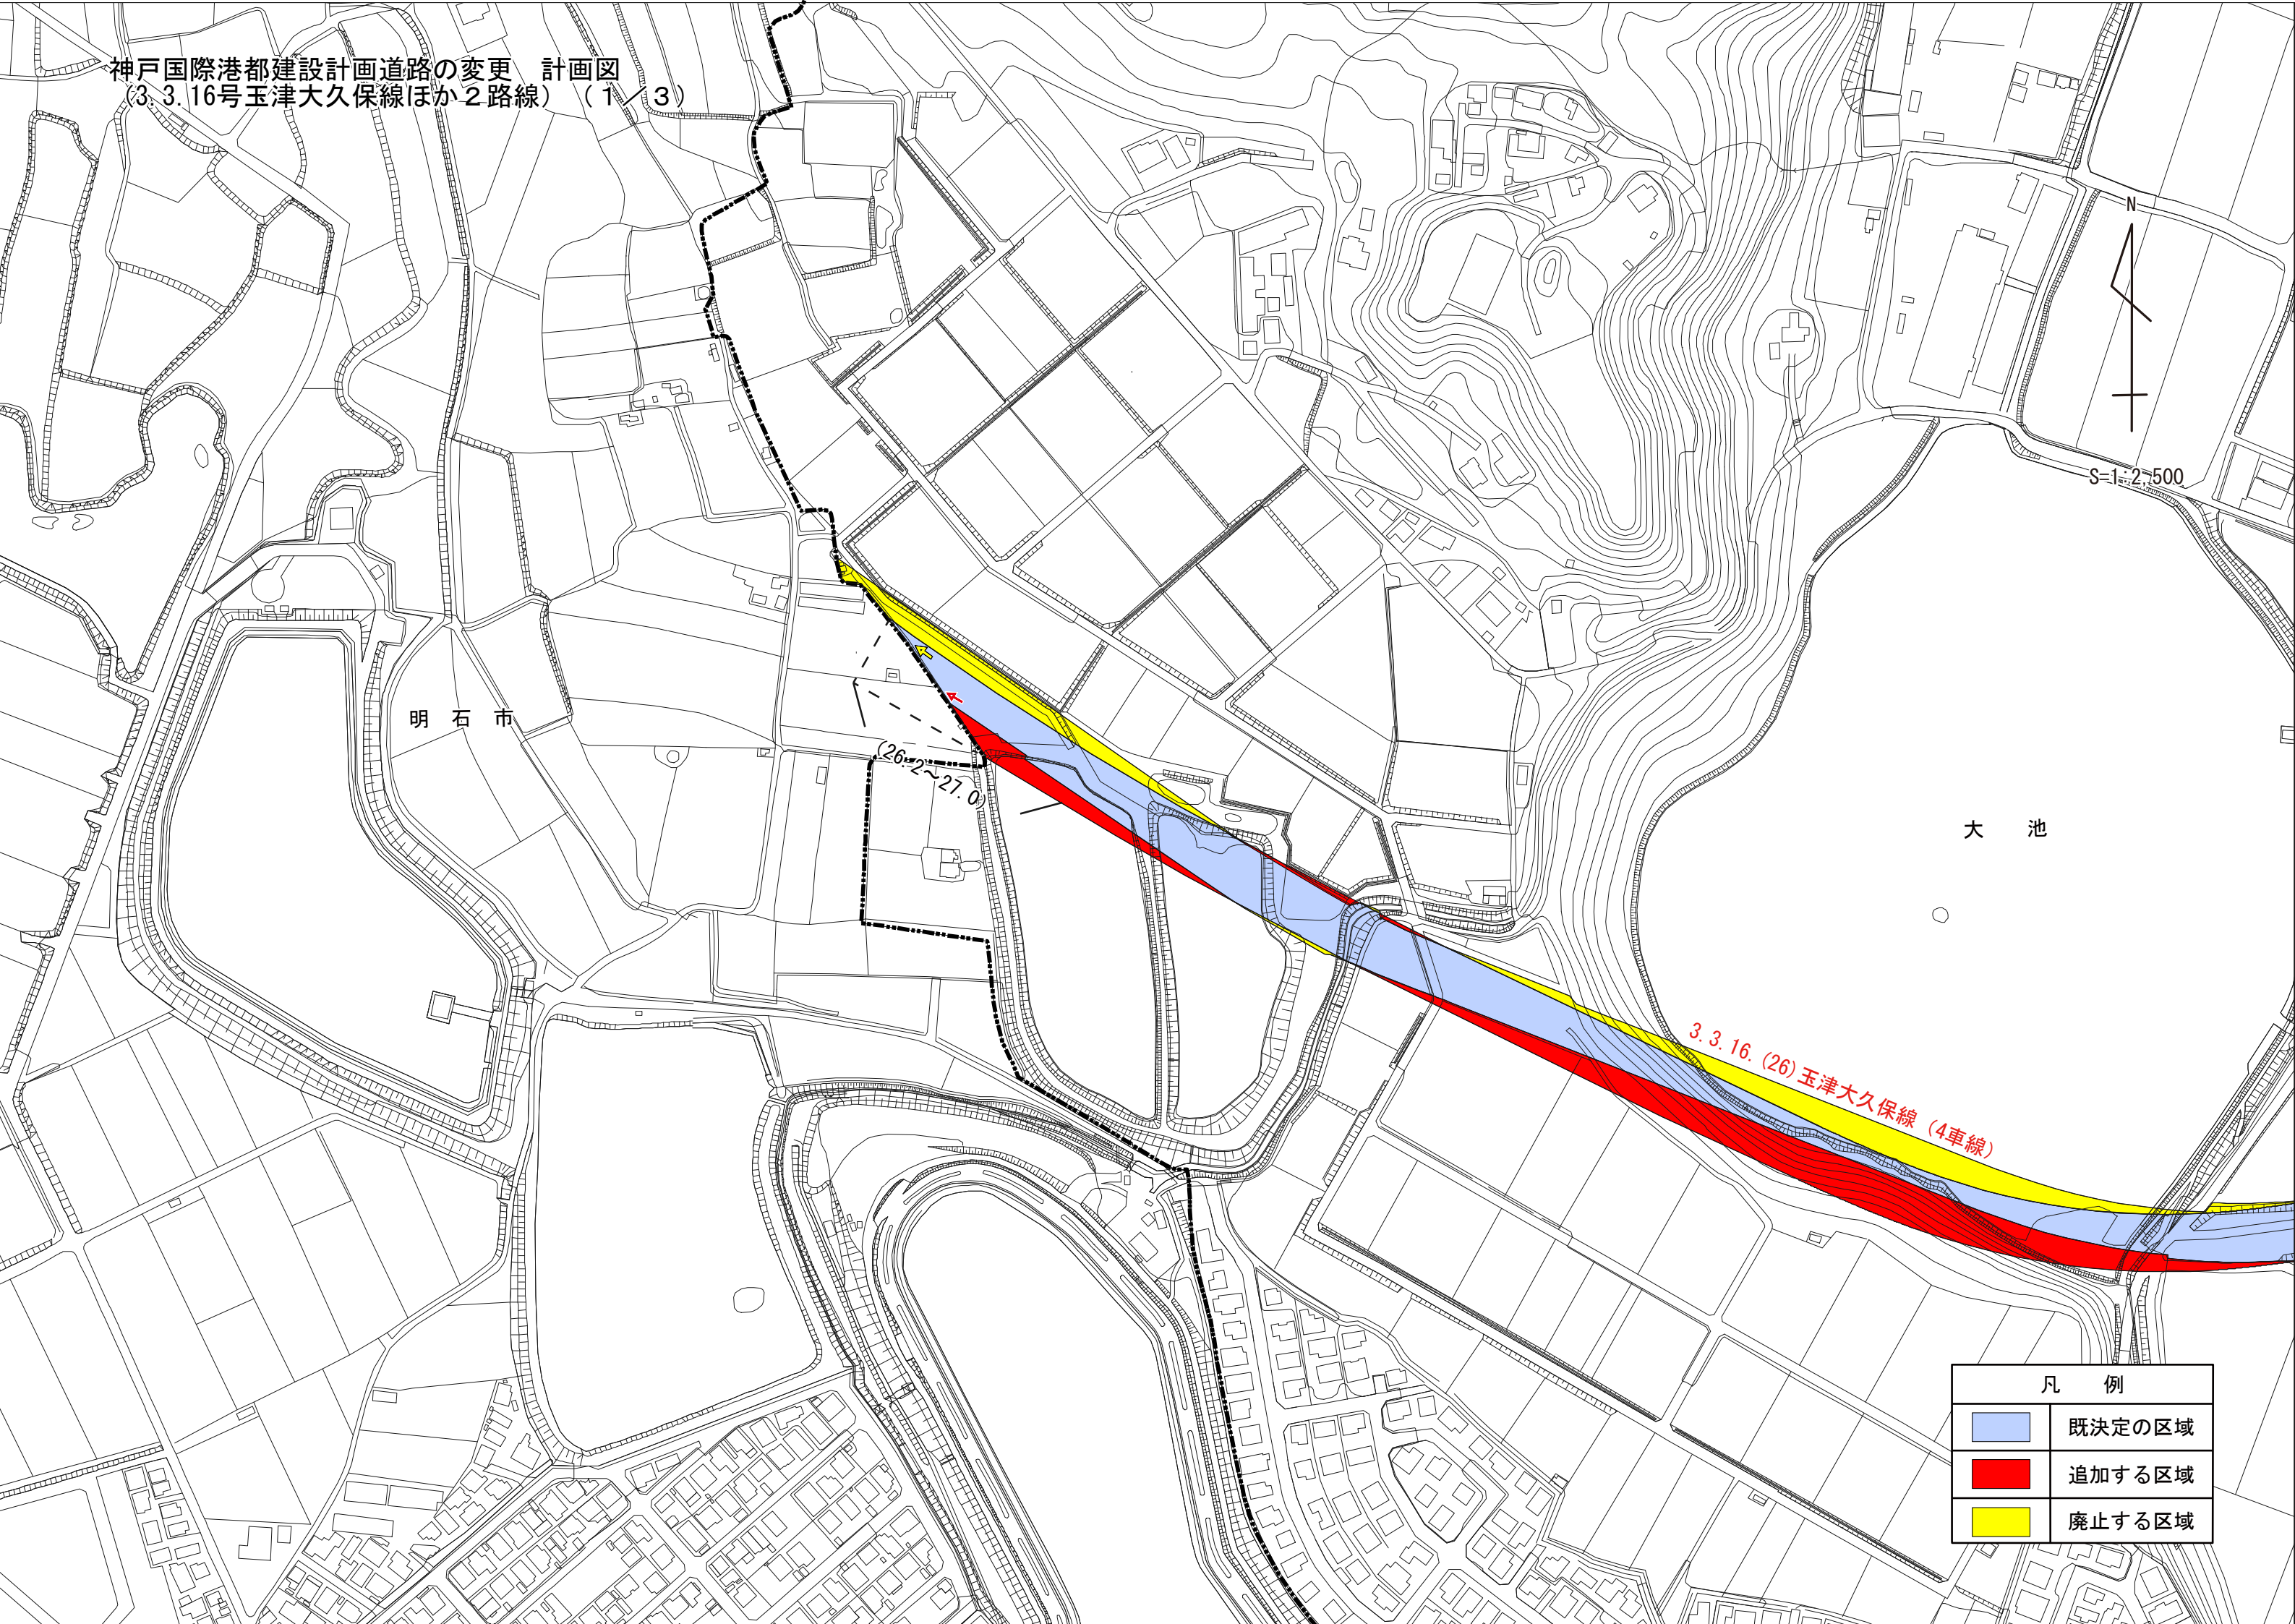 神戸国際港都建設計画道路の変更　計画図
(3.3.16号玉津大久保線ほか２路線）（１／３）
N
S=1:2,500
明　石　市
(26.2～27.0)
大　池
3.3.16.(26)玉津大久保線（4車線）
凡　例
既決定の区域
追加する区域
廃止する区域